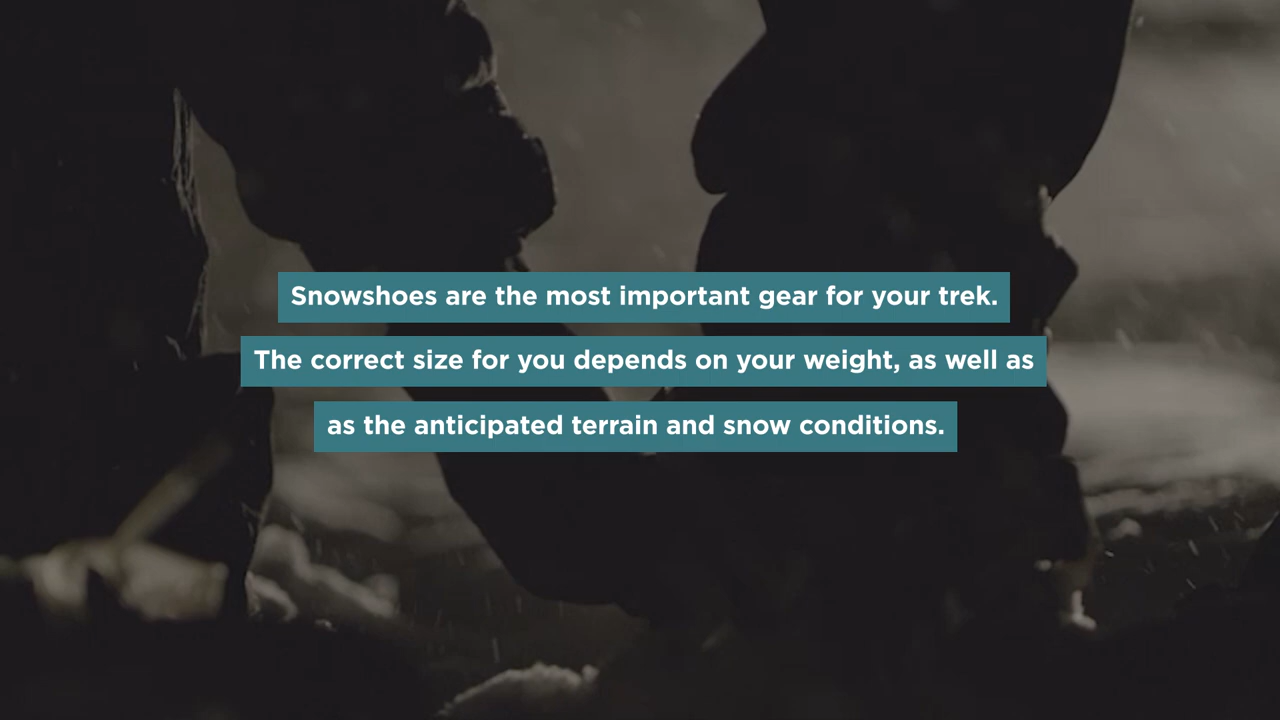 Snowshoes are the most important gear for your trek.
The correct size for you depends on your weight, as well as
as the anticipated terrain and snow conditions.